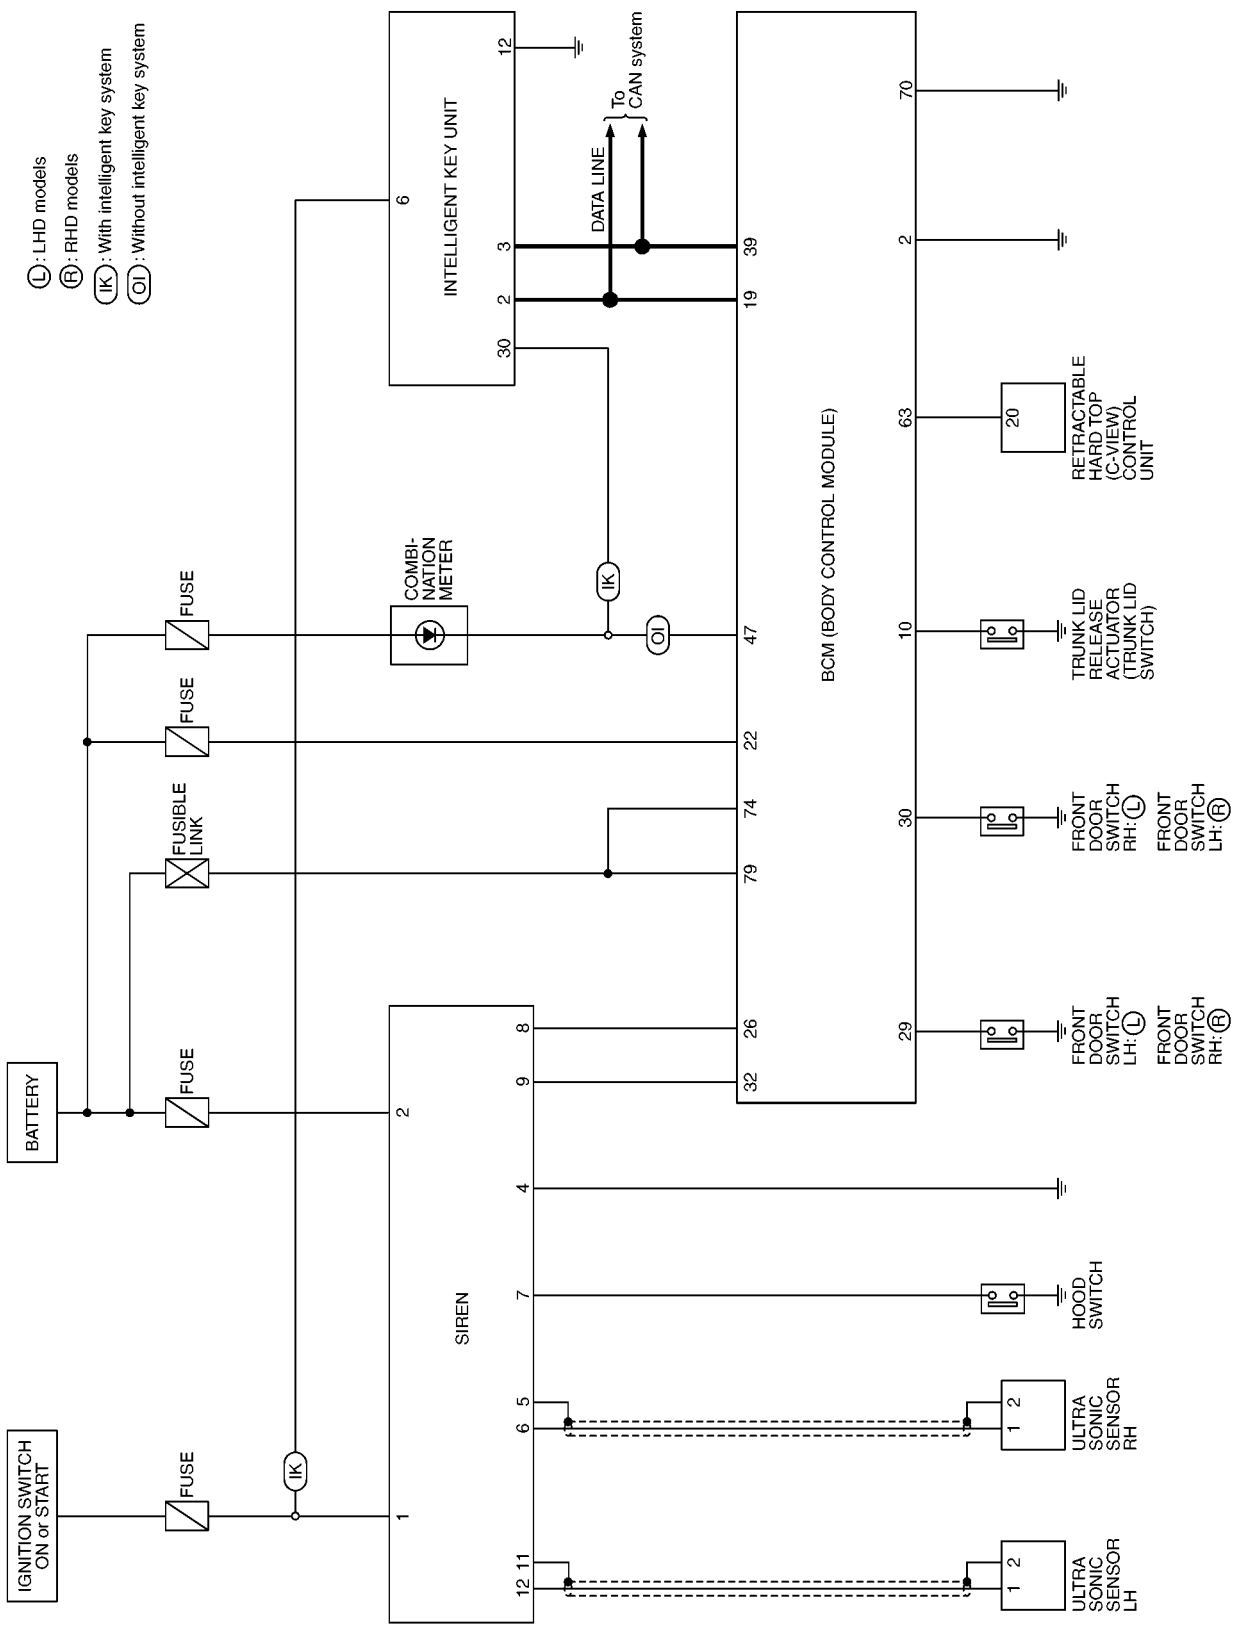 IGNITION SWITCH
ON or START
BATTERY
FUSE
FUSE
FUSIBLE
LINK
FUSE
FUSE
Ⓛ: LHD models
Ⓡ: RHD models
IK : With intelligent key system
OI : Without intelligent key system
IK
COMBI-
NATION
METER
1
2
6
SIREN
INTELLIGENT KEY UNIT
12
11
6
5
7
4
9
8
30
2
3
12
IK
OI
DATA LINE
To
CAN system
32
26
79
74
22
47
19
39
BCM (BODY CONTROL MODULE)
29
30
10
63
2
70
1
2
1
2
20
ULTRA
SONIC
SENSOR
LH
ULTRA
SONIC
SENSOR
RH
HOOD
SWITCH
FRONT
DOOR
SWITCH
LH: Ⓛ
FRONT
DOOR
SWITCH
RH: Ⓡ
FRONT
DOOR
SWITCH
RH: Ⓛ
FRONT
DOOR
SWITCH
LH: Ⓡ
TRUNK LID
RELEASE
ACTUATOR
(TRUNK LID
SWITCH)
RETRACTABLE
HARD TOP
(C-VIEW)
CONTROL
UNIT